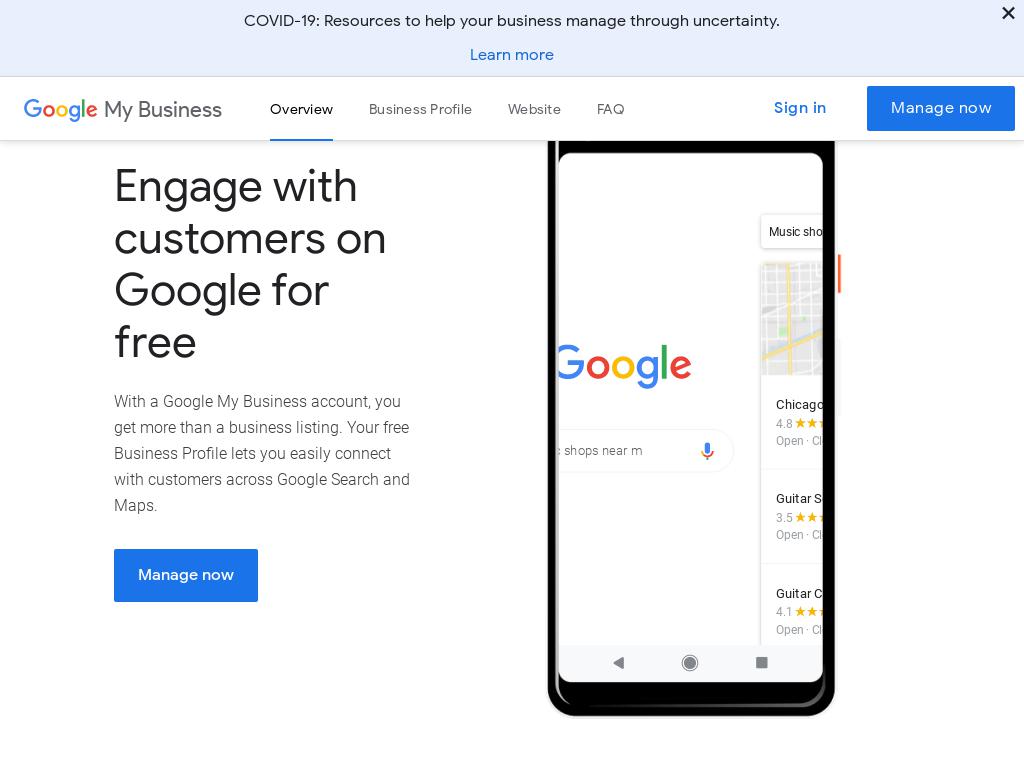 COVID-19: Resources to help your business manage through uncertainty.
Learn more
Google My Business
Overview
Business Profile
Website
FAQ
Sign in
Manage now
Engage with
customers on
Google for
free
With a Google My Business account, you
get more than a business listing. Your free
Business Profile lets you easily connect
with customers across Google Search and
Maps.
Manage now
Google
c shops near m
Music sho
Chicago
4.8
Open · Cl
Guitar S
3.5
Open · Cl
Guitar C
4.1
Open · Cl